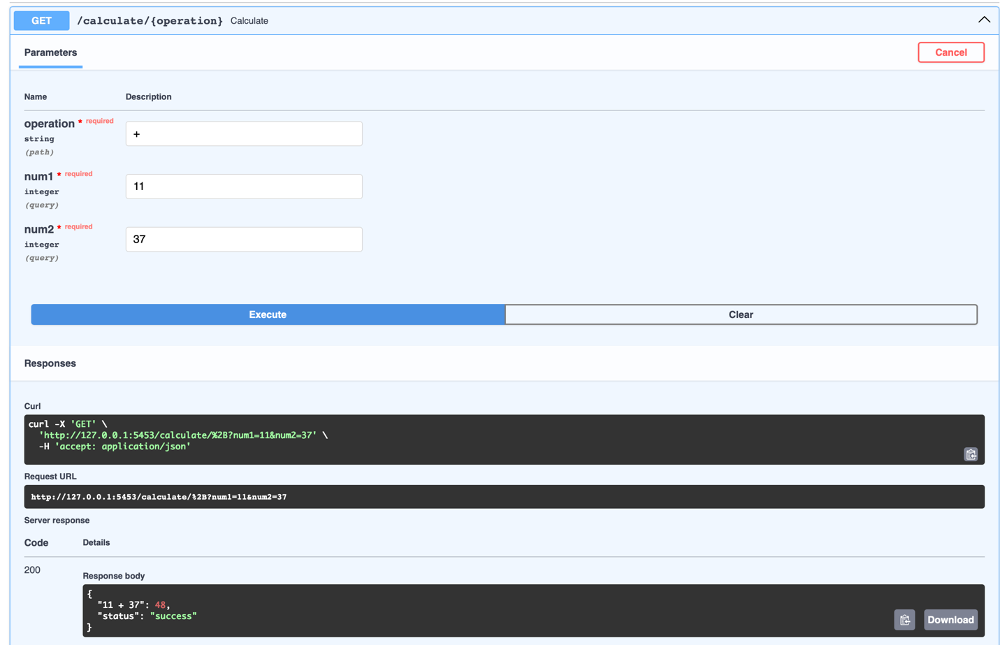 GET /calculate/{operation} Calculate
Parameters
Cancel
Name Description
operation * required
string
(path)
+
num1 * required
integer
(query)
11
num2 * required
integer
(query)
37
Execute Clear
Responses
Curl
curl -X 'GET' \
'http://127.0.0.1:5453/calculate/%2B?num1=11&num2=37' \
-H 'accept: application/json'
Request URL
http://127.0.0.1:5453/calculate/%2B?num1=11&num2=37
Server response
Code Details
200
Response body
{
"11 + 37": 48,
"status": "success"
}
Download